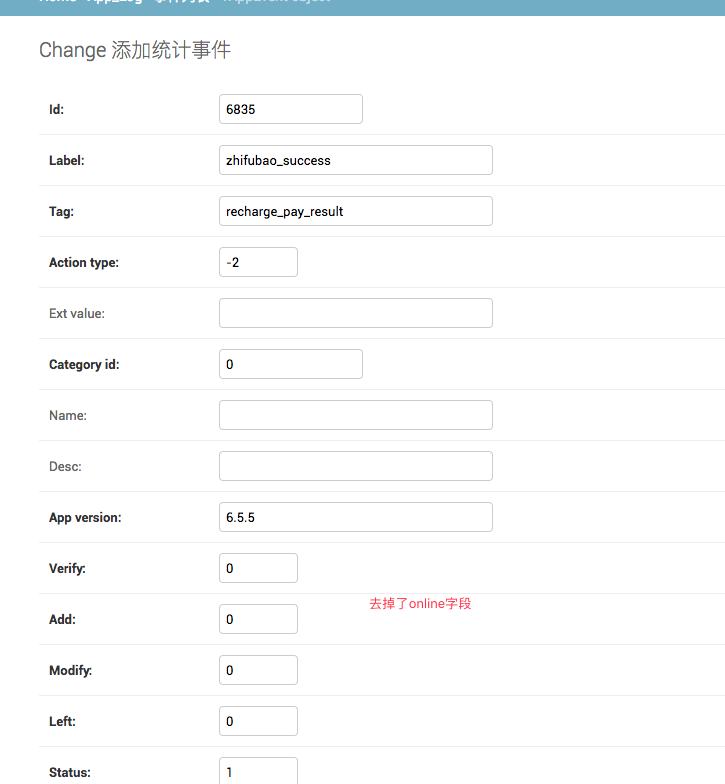 Change 添加统计事件
Id: 6835
Label: zhifubao_success
Tag: recharge_pay_result
Action type: -2
Ext value:
Category id: 0
Name:
Desc:
App version: 6.5.5
Verify: 0
去掉了online字段
Add: 0
Modify: 0
Left: 0
Status: 1